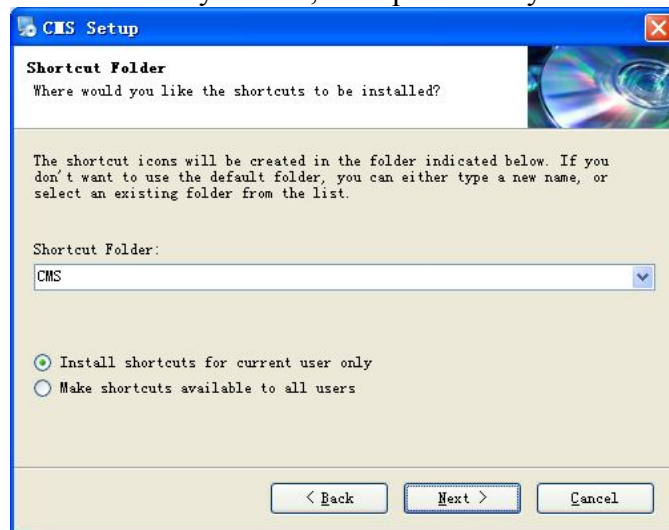 CMS Setup
Shortcut Folder
Where would you like the shortcuts to be installed?
The shortcut icons will be created in the folder indicated below. If you
don't want to use the default folder, you can either type a new name, or
select an existing folder from the list.
Shortcut Folder:
CMS
Install shortcuts for current user only
Make shortcuts available to all users
< Back
Next >
Cancel